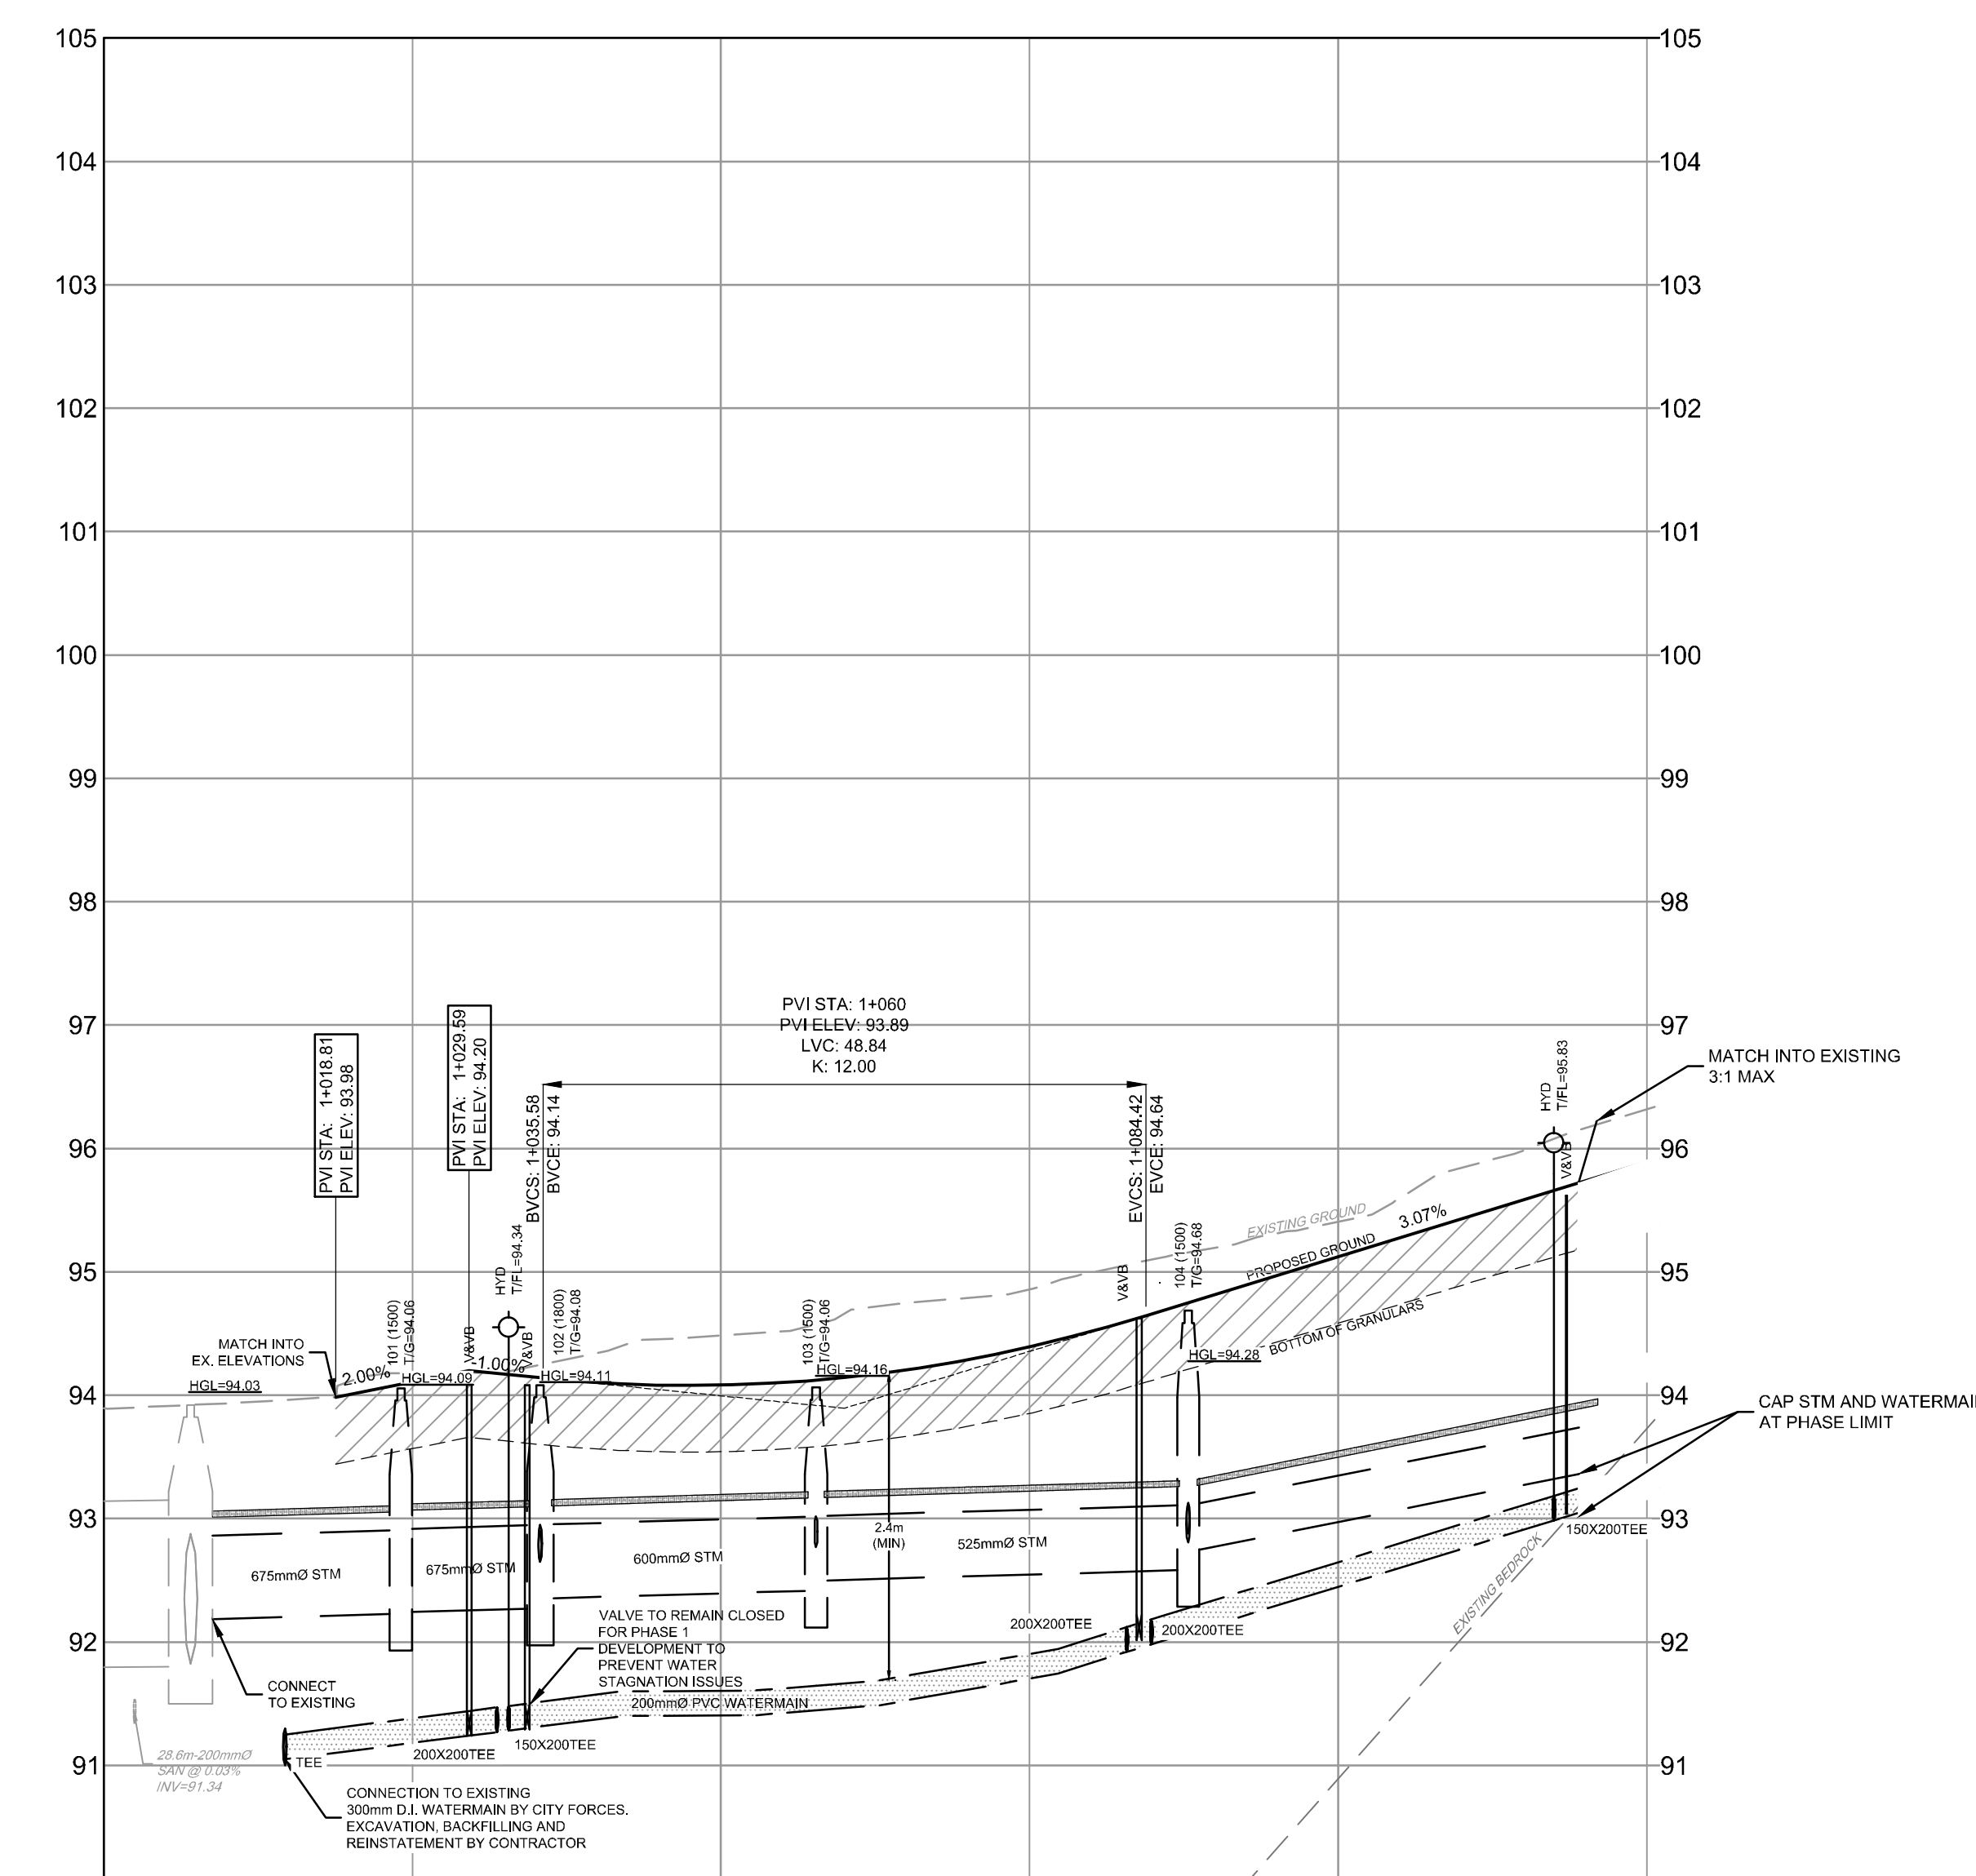 105
105
104
104
103
103
102
102
101
101
100
100
99
99
98
98
97
97
96
96
95
95
94
94
93
93
92
92
91
91
PVI STA: 1+018.81
PVI ELEV: 93.98
PVI STA: 1+029.59
PVI ELEV: 94.20
PVI STA: 1+060
PVI ELEV: 93.89
LVC: 48.84
K: 12.00
BVCS: 1+035.58
BVCE: 94.14
EVCS: 1+084.42
EVCE: 94.64
HYD
T/FL=95.83
V&VB
MATCH INTO EXISTING
3:1 MAX
HYD
T/FL=94.34
MATCH INTO
EX. ELEVATIONS
HGL=94.03
2.00%
101 (1500)
T/G=94.06
HGL=94.09
V&VB
-1.00%
V&VB
102 (1800)
T/G=94.08
HGL=94.11
103 (1500)
T/G=94.06
HGL=94.16
V&VB
104 (1500)
T/G=94.68
HGL=94.28
EXISTING GROUND
3.07%
PROPOSED GROUND
BOTTOM OF GRANULARS
CAP STM AND WATERMAI
AT PHASE LIMIT
675mmØ STM
675mmØ STM
600mmØ STM
2.4m
(MIN)
525mmØ STM
150X200TEE
EXISTING BEDROCK
VALVE TO REMAIN CLOSED
FOR PHASE 1
DEVELOPMENT TO
PREVENT WATER
STAGNATION ISSUES
200mmØ PVC WATERMAIN
200X200TEE
200X200TEE
CONNECT
TO EXISTING
TEE
200X200TEE
150X200TEE
28.6m-200mmØ
SAN @ 0.03%
INV=91.34
CONNECTION TO EXISTING
300mm D.I. WATERMAIN BY CITY FORCES.
EXCAVATION, BACKFILLING AND
REINSTATEMENT BY CONTRACTOR